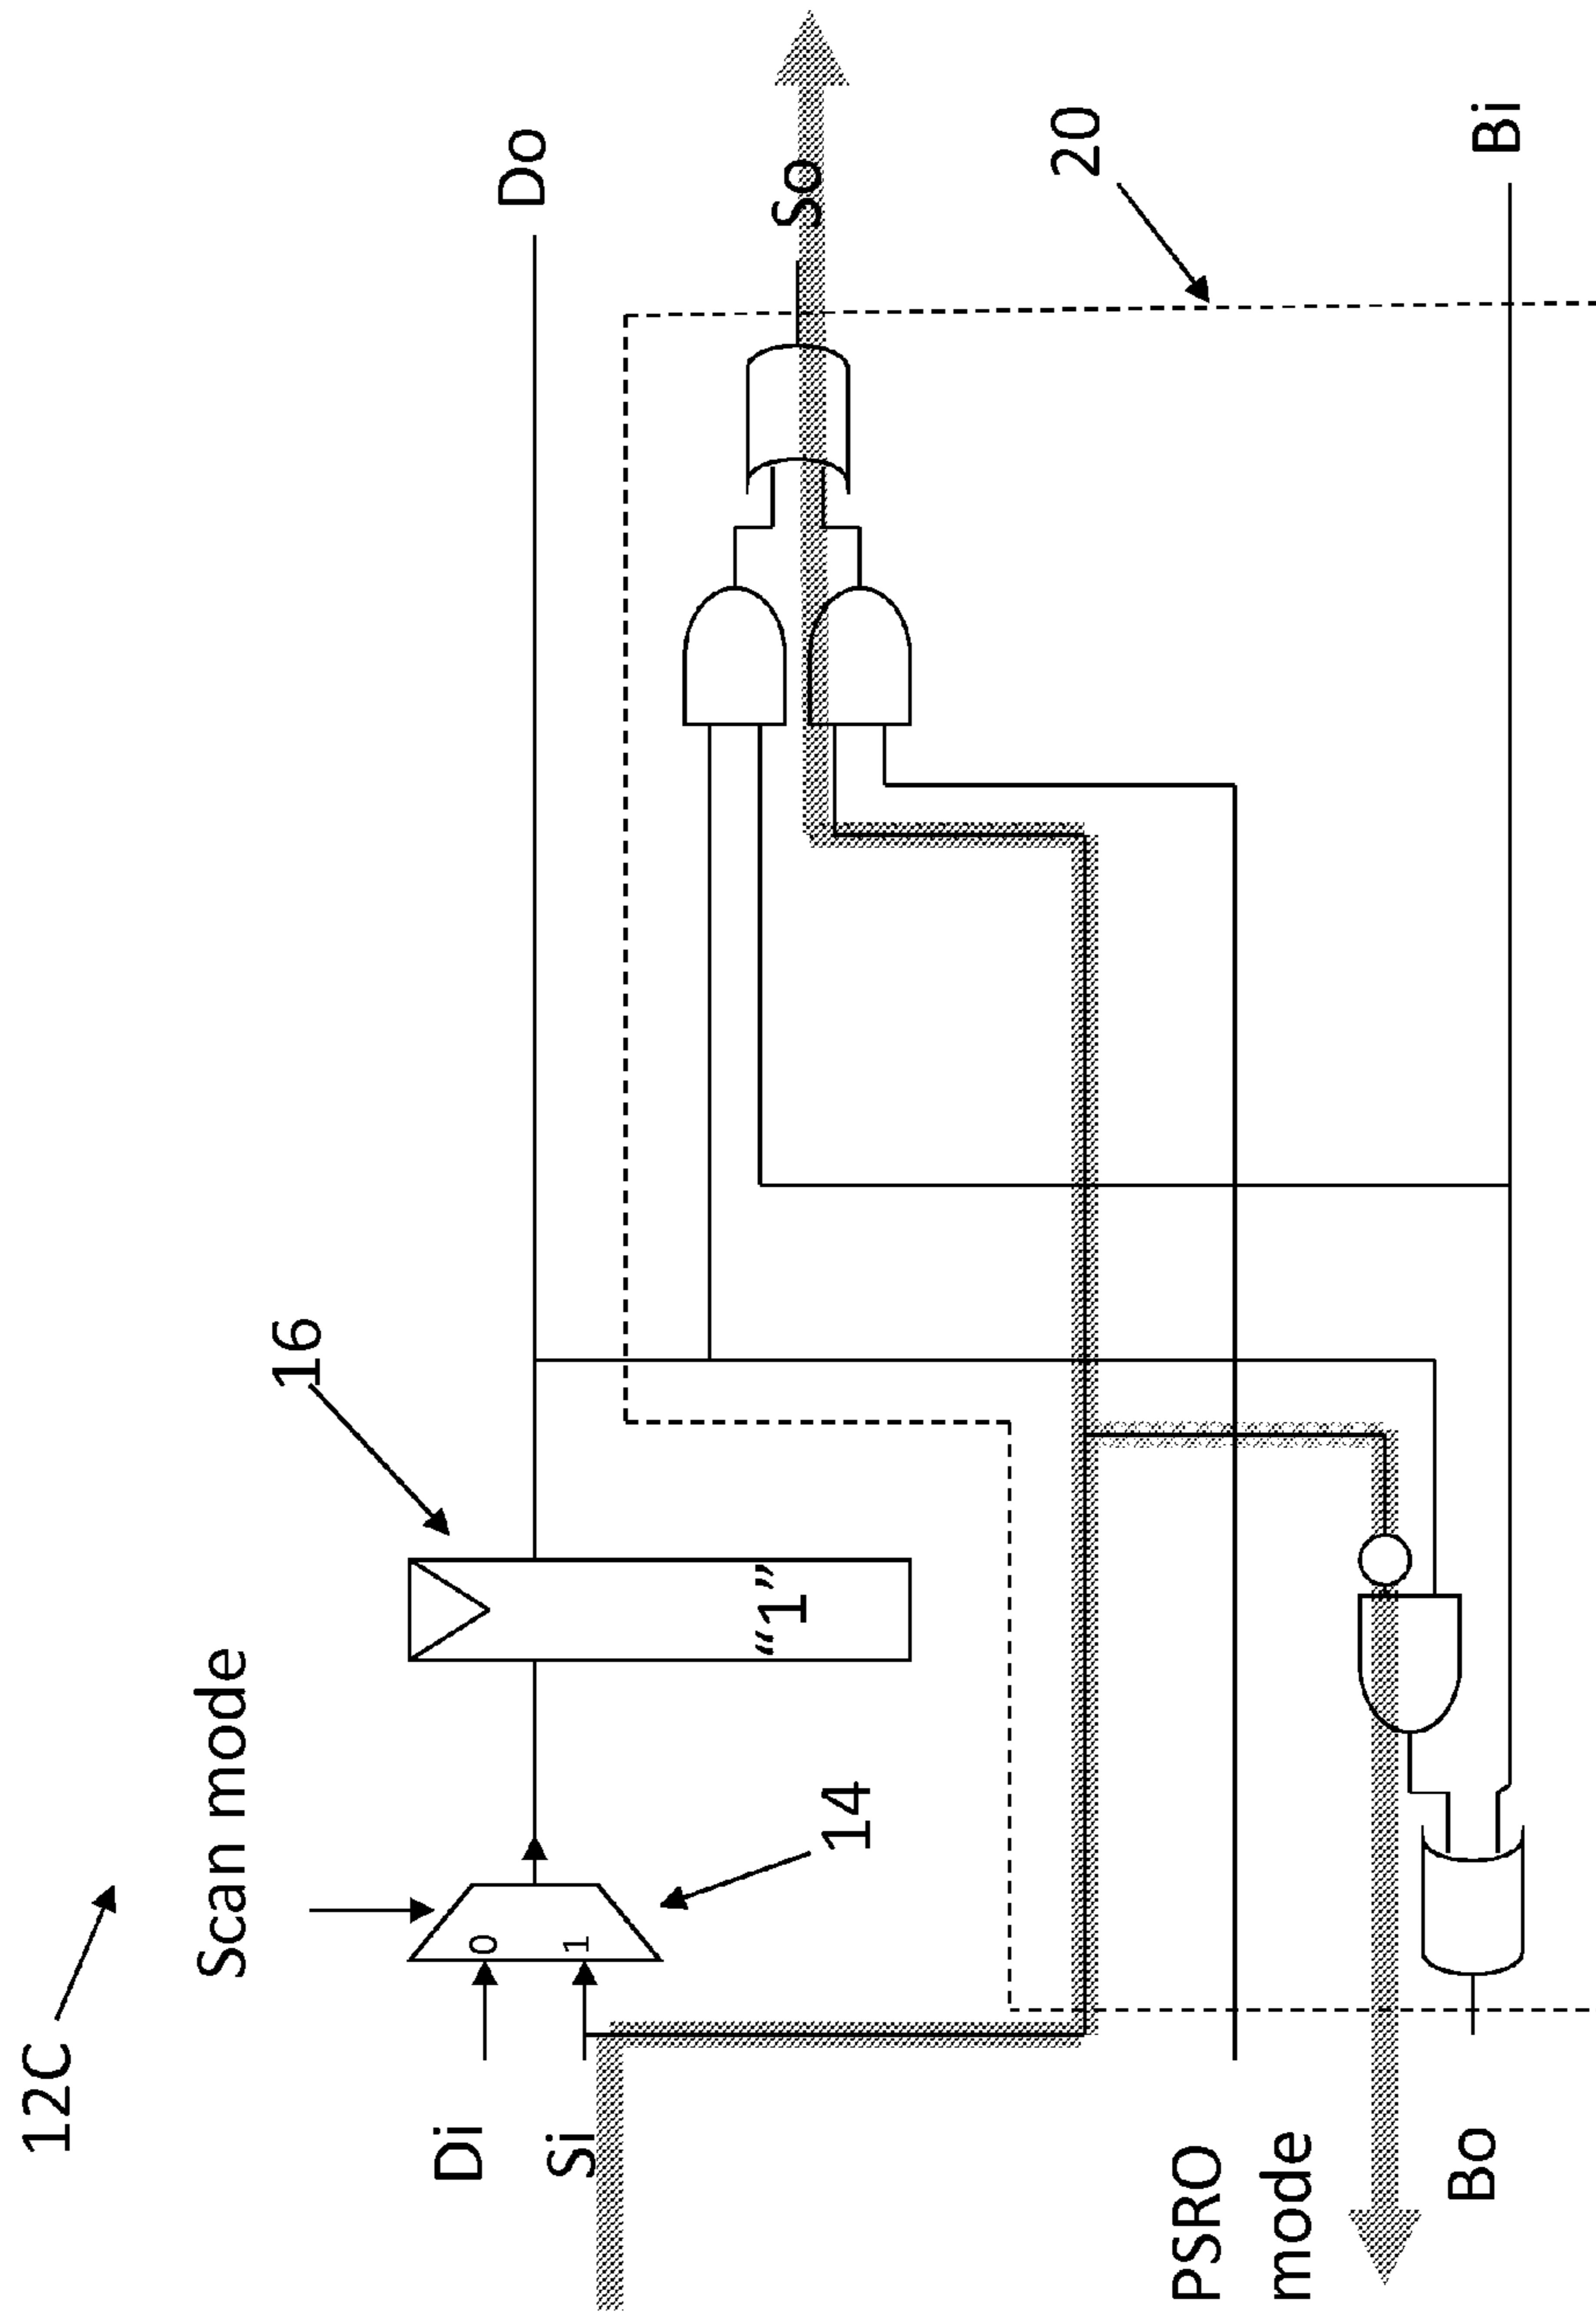 12C
Scan mode
16
Do
Di
0
Si
1
14
"1"
So
20
PSRO
mode
Bo
Bi